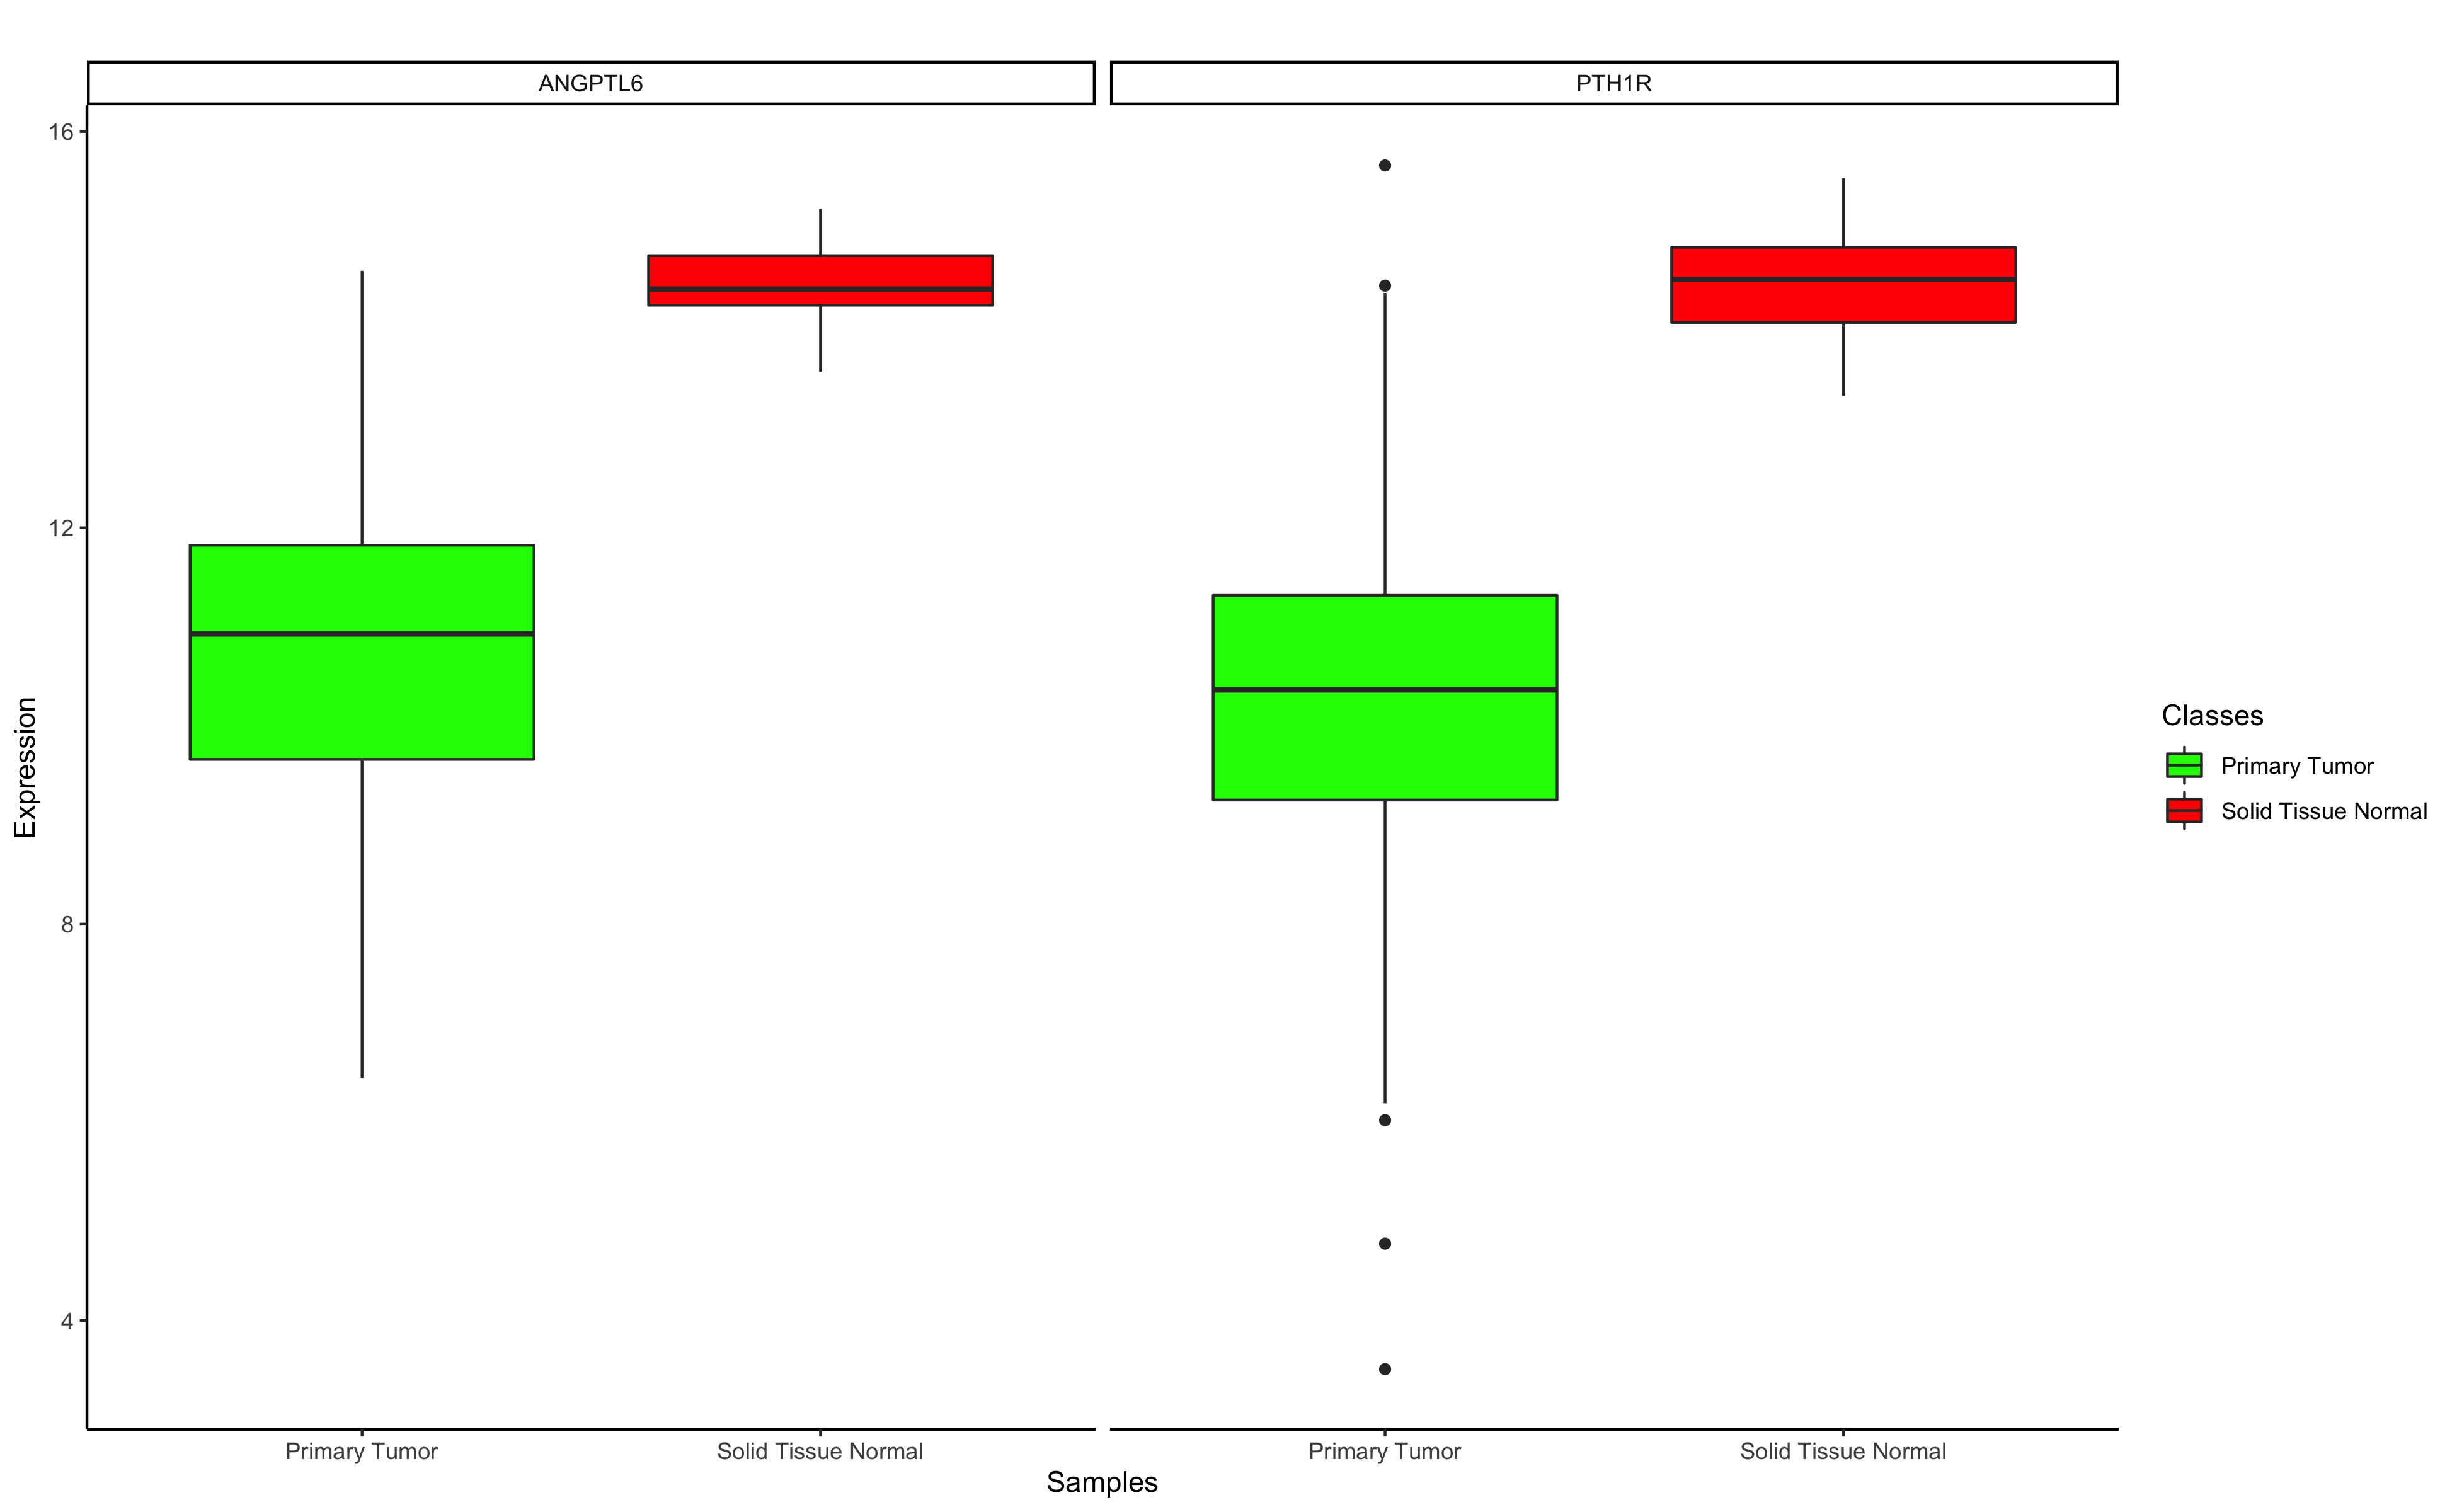 ANGPTL6
PTH1R
16
12
8
4
Expression
Primary Tumor
Solid Tissue Normal
Primary Tumor
Solid Tissue Normal
Samples
Classes
Primary Tumor
Solid Tissue Normal